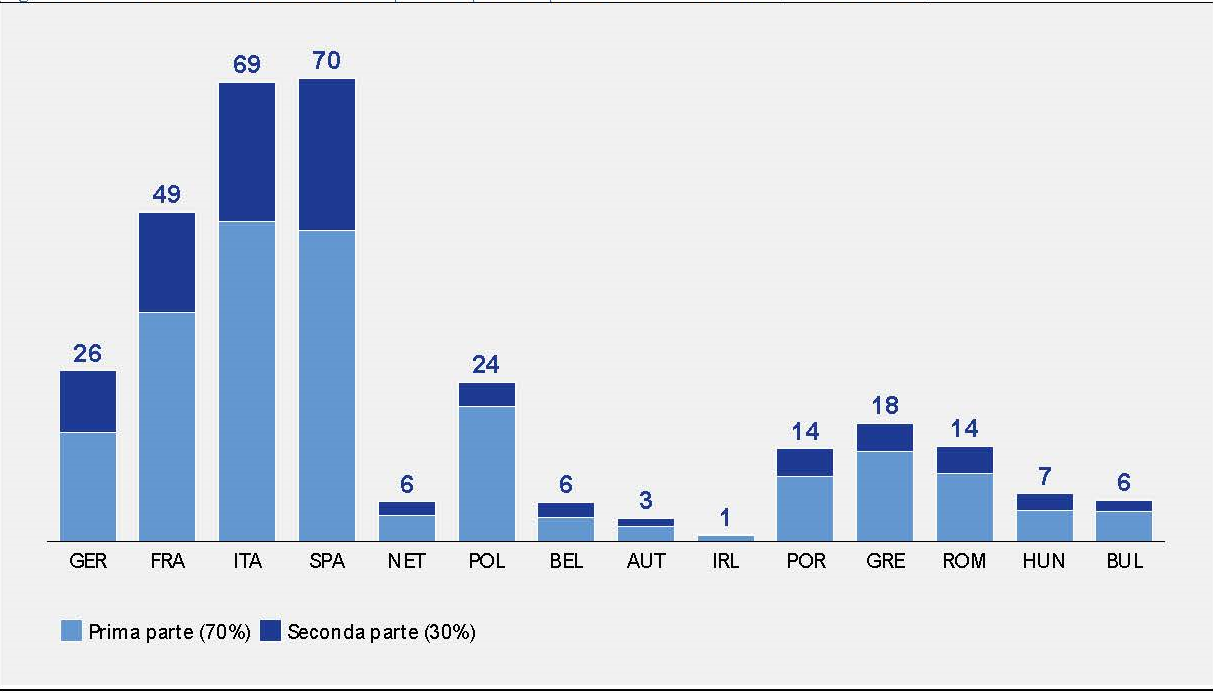 69 70
49
26
24
18
14 14
6 6 7 6
3
1
GER FRA ITA SPA NET POL BEL AUT IRL POR GRE ROM HUN BUL
Prima parte (70%) Seconda parte (30%)